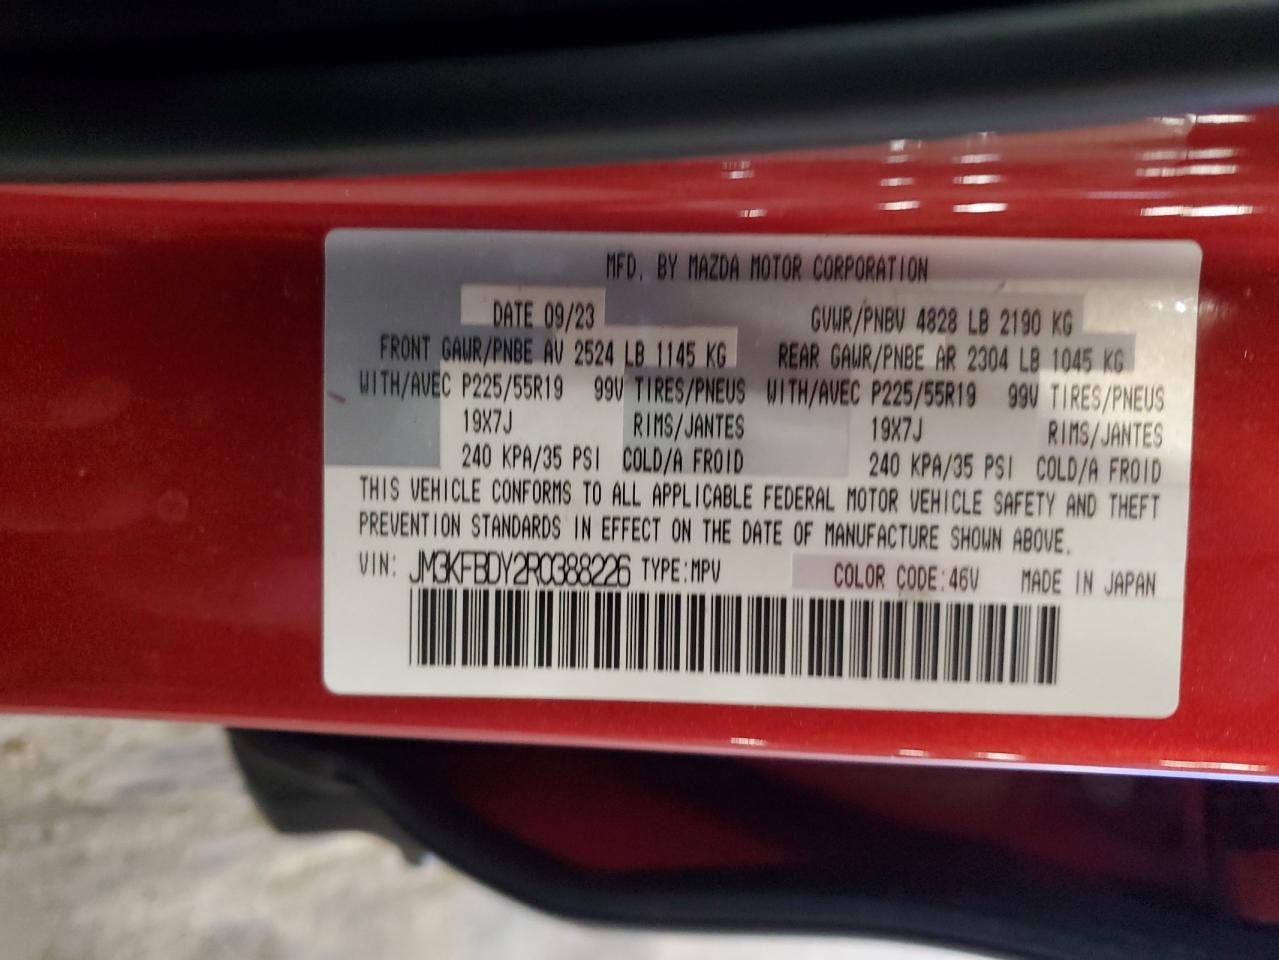 MFD. BY MAZDA MOTOR CORPORATION
DATE 09/23 GVWR/PNBV 4828 LB 2190 KG
FRONT GAWR/PNBE AV 2524 LB 1145 KG REAR GAWR/PNBE AR 2304 LB 1045 KG
WITH/AVEC P225/55R19 99V TIRES/PNEUS WITH/AVEC P225/55R19 99V TIRES/PNEUS
19X7J RIMS/JANTES 19X7J RIMS/JANTES
240 KPA/35 PSI COLD/A FROID 240 KPA/35 PSI COLD/A FROID
THIS VEHICLE CONFORMS TO ALL APPLICABLE FEDERAL MOTOR VEHICLE SAFETY AND THEFT
PREVENTION STANDARDS IN EFFECT ON THE DATE OF MANUFACTURE SHOWN ABOVE.
VIN: JM3KFBDY2R0388226 TYPE:MPV COLOR CODE:46V MADE IN JAPAN